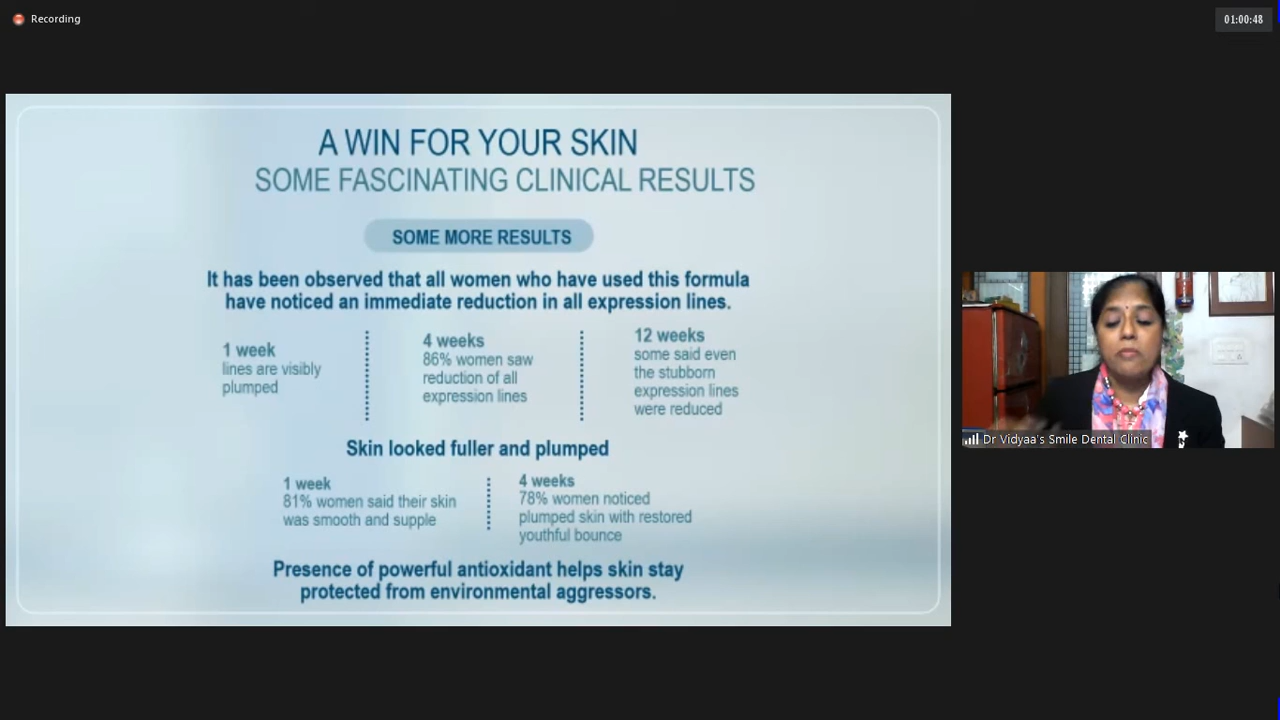 Recording
01:00:48
A WIN FOR YOUR SKIN
SOME FASCINATING CLINICAL RESULTS
SOME MORE RESULTS
It has been observed that all women who have used this formula
have noticed an immediate reduction in all expression lines.
1 week
lines are visibly
plumped
4 weeks
86% women saw
reduction of all
expression lines
12 weeks
some said even
the stubborn
expression lines
were reduced
Skin looked fuller and plumped
1 week
81% women said their skin
was smooth and supple
4 weeks
78% women noticed
plumped skin with restored
youthful bounce
Presence of powerful antioxidant helps skin stay
protected from environmental aggressors.
Dr Vidyaa's Smile Dental Clinic